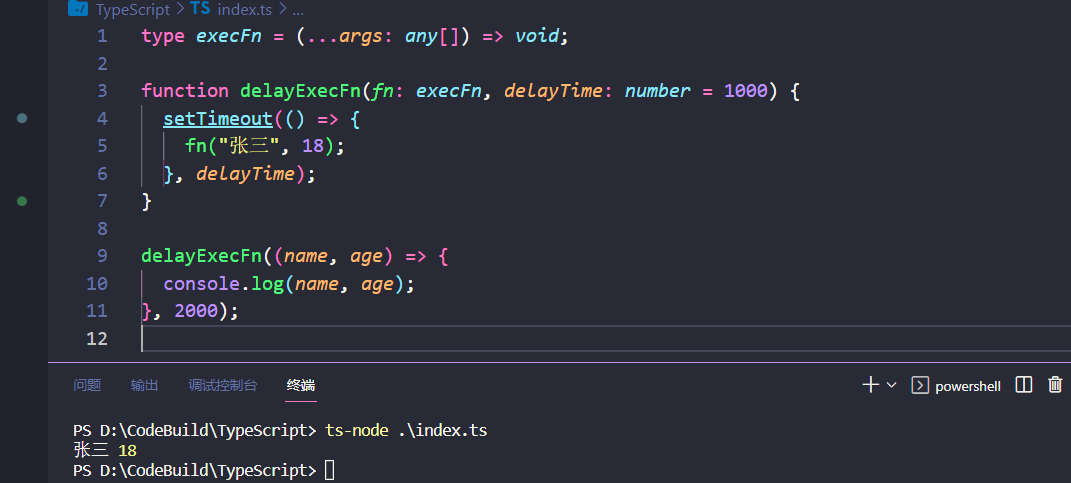 TypeScript > TS index.ts > ...
1 type execFn = (...args: any[]) => void;
2
3 function delayExecFn(fn: execFn, delayTime: number = 1000) {
4 setTimeout(() => {
5 fn("张三", 18);
6 }, delayTime);
7 }
8
9 delayExecFn((name, age) => {
10 console.log(name, age);
11 }, 2000);
12
问题 输出 调试控制台 终端 powershell
PS D:\CodeBuild\TypeScript> ts-node .\index.ts
张三 18
PS D:\CodeBuild\TypeScript>